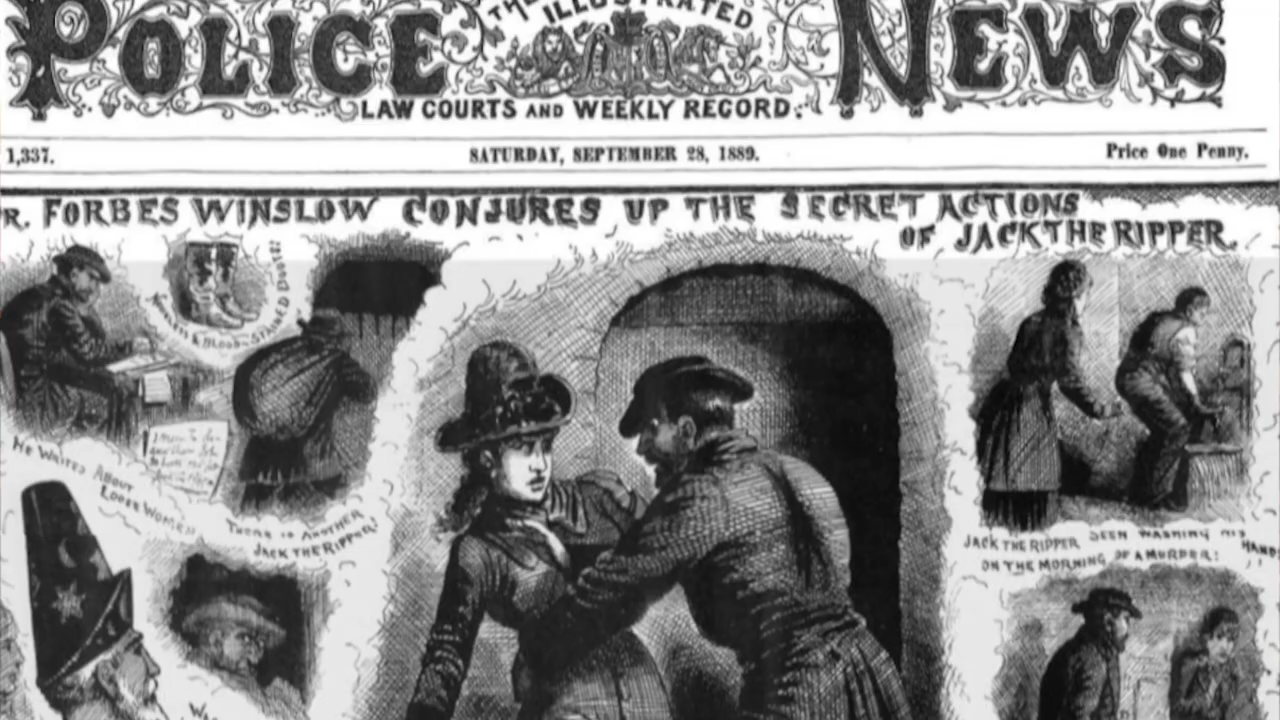 THE ILLUSTRATED
POLICE NEWS
LAW COURTS AND WEEKLY RECORD.
1,337.
SATURDAY, SEPTEMBER 28, 1889.
Price One Penny.
R. FORBES WINSLOW CONJURES UP THE SECRET ACTIONS
OF JACK THE RIPPER.
& BLOOD-STAINED BOOTS!
HE WRITES ABOUT
LOOSE WOMEN
THERE IS ANOTHER
JACK THE RIPPER!
JACK THE RIPPER SEEN WASHING HIS HANDS
ON THE MORNING OF A MURDER!